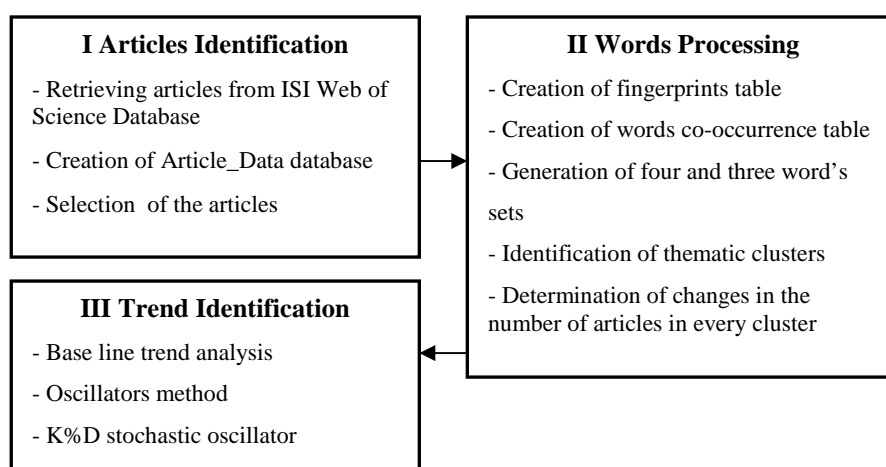 I Articles Identification
- Retrieving articles from ISI Web of
Science Database
- Creation of Article_Data database
- Selection of the articles
II Words Processing
- Creation of fingerprints table
- Creation of words co-occurrence table
- Generation of four and three word’s
sets
- Identification of thematic clusters
- Determination of changes in the
number of articles in every cluster
III Trend Identification
- Base line trend analysis
- Oscillators method
- K%D stochastic oscillator